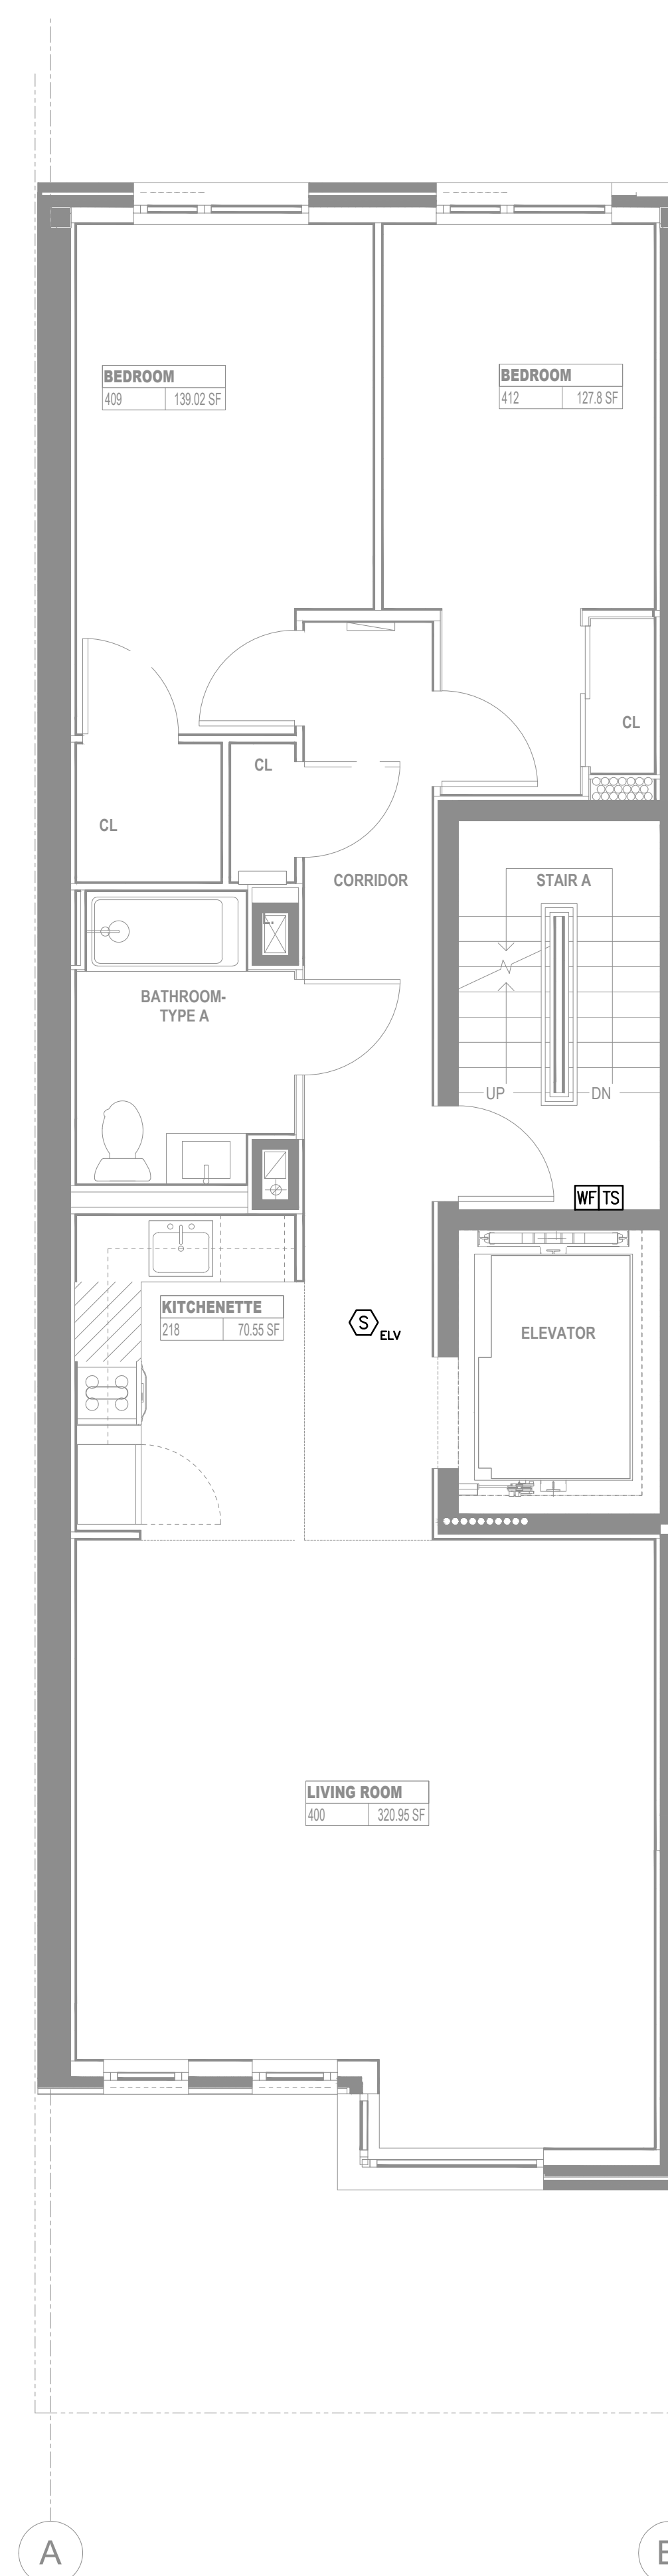 BEDROOM
409 139.02 SF
BEDROOM
412 127.8 SF
CL
CL
CL
CORRIDOR
STAIR A
BATHROOM-
TYPE A
UP
DN
WF TS
KITCHENETTE
218 70.55 SF
S
ELV
ELEVATOR
LIVING ROOM
400 320.95 SF
A